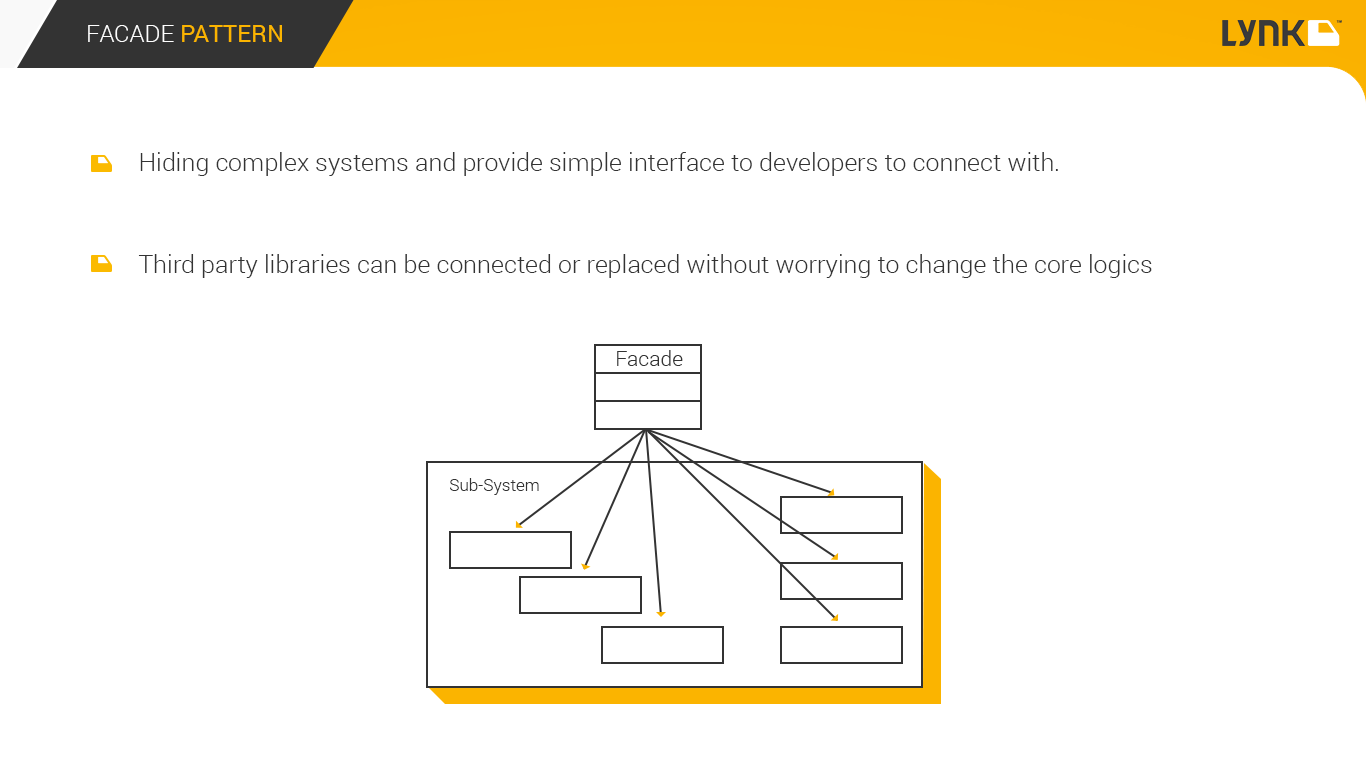 FACADE PATTERN
LYNK™
Hiding complex systems and provide simple interface to developers to connect with.
Third party libraries can be connected or replaced without worrying to change the core logics
Facade
Sub-System